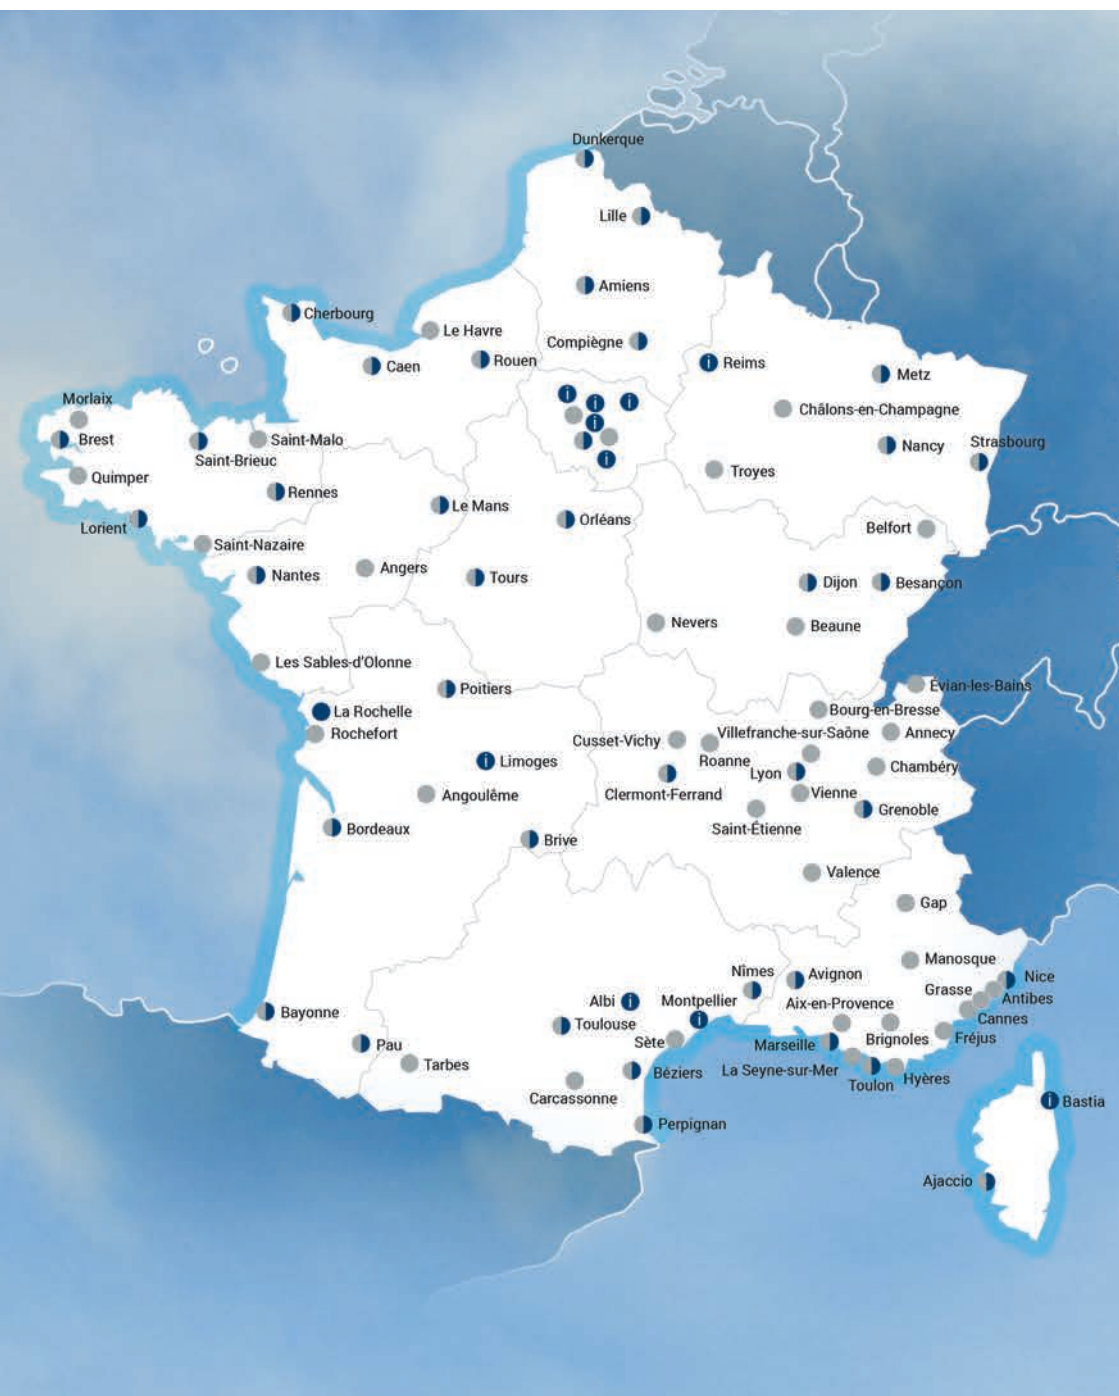 Dunkerque
Lille
Amiens
Cherbourg
Le Havre
Compiègne
Rouen
Caen
i Reims
Metz
i
i
i
Morlaix
Châlons-en-Champagne
i
Brest
Saint-Malo
Nancy
Strasbourg
Saint-Brieuc
i
Quimper
Troyes
Rennes
Le Mans
Orléans
Lorient
Belfort
Saint-Nazaire
Angers
Nantes
Tours
Dijon
Besançon
Nevers
Beaune
Les Sables-d'Olonne
Évian-les-Bains
Poitiers
La Rochelle
Bourg-en-Bresse
Rochefort
Cusset-Vichy
Villefranche-sur-Saône
Annecy
i Limoges
Roanne
Lyon
Chambéry
Angoulême
Clermont-Ferrand
Vienne
Grenoble
Bordeaux
Saint-Étienne
Brive
Valence
Gap
Manosque
Nîmes
Avignon
Nice
Grasse
Antibes
Albi i
Montpellier
i
Aix-en-Provence
Cannes
Bayonne
Toulouse
Sète
Brignoles
Fréjus
Pau
Marseille
Tarbes
Béziers
La Seyne-sur-Mer
Toulon
Hyères
Carcassonne
i Bastia
Perpignan
Ajaccio